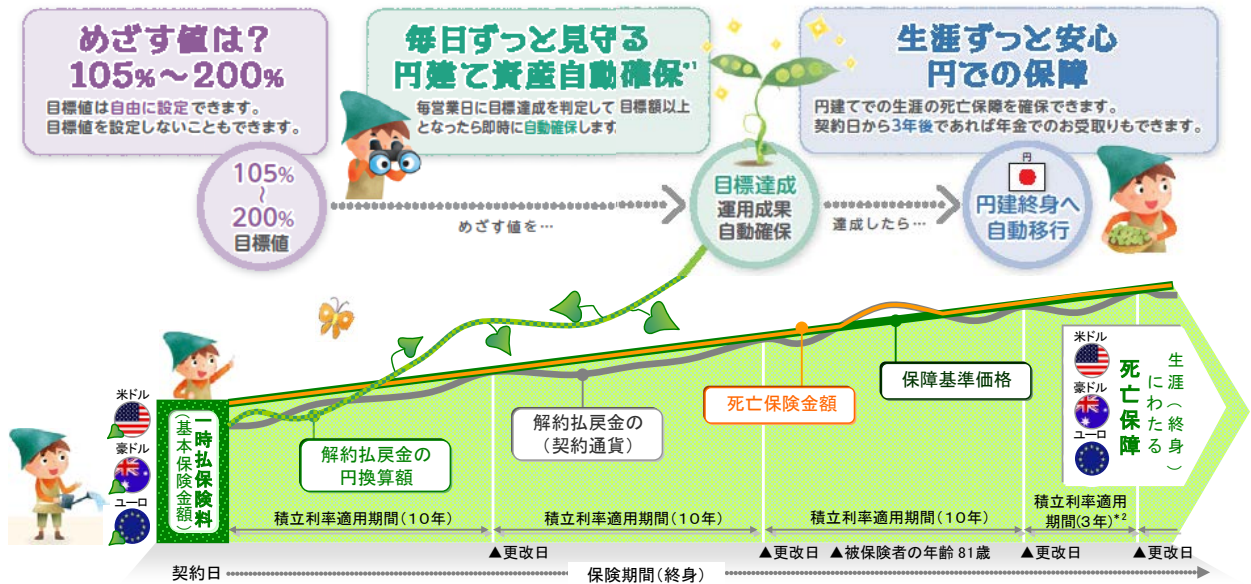 めざす値は?
105%~200%
目標値は自由に設定できます。
目標値を設定しないこともできます。
毎日ずっと見守る
円建て資産自動確保*1
毎営業日に目標達成を判定して 目標額以上
となったら即時に自動確保します
生涯ずっと安心
円での保障
円建てでの生涯の死亡保障を確保できます。
契約日から3年後であれば年金でのお受取りもできます。
105%
~
200%
目標値
めざす値を…
目標達成
運用成果
自動確保
達成したら…
円
円建終身へ
自動移行
米ドル
豪ドル
ユーロ
一時払保険料
(基本保険金額)
解約払戻金の
円換算額
解約払戻金の
(契約通貨)
死亡保険金額
保障基準価格
米ドル
豪ドル
ユーロ
生涯(終身)
にわたる
死亡保障
積立利率適用期間(10年)
積立利率適用期間(10年)
積立利率適用期間(10年)
積立利率適用
期間(3年)*2
▲更改日
▲更改日
▲被保険者の年齢 81歳
▲更改日
▲更改日
契約日
保険期間(終身)